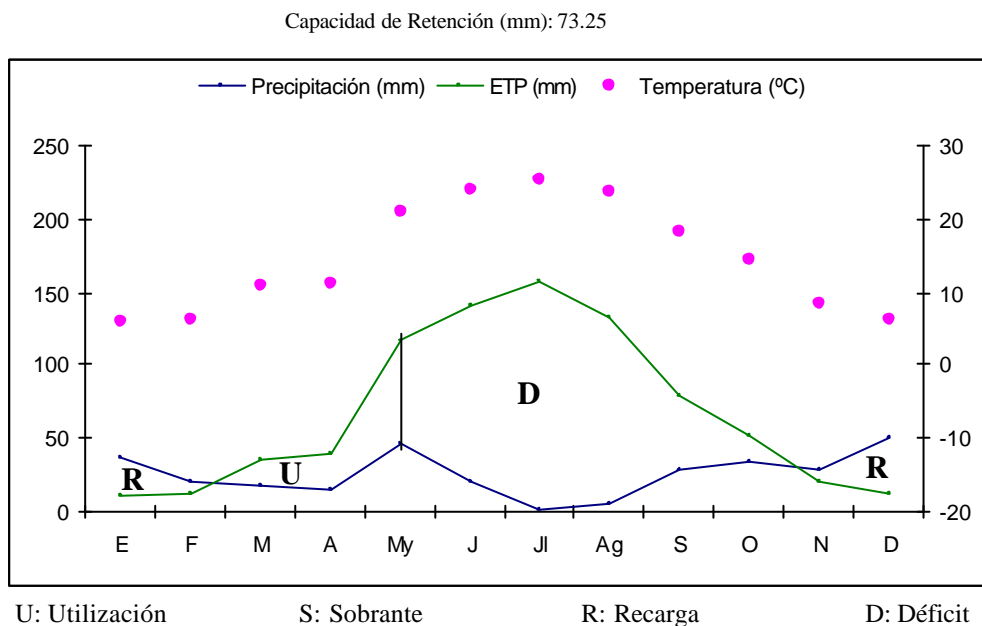 Capacidad de Retención (mm): 73.25
Precipitación (mm) ETP (mm) Temperatura (ºC)
250 30
200 20
150 10
100 0
D
50 -10
R U R
0 -20
E F M A My J Jl Ag S O N D
U: Utilización S: Sobrante R: Recarga D: Déficit